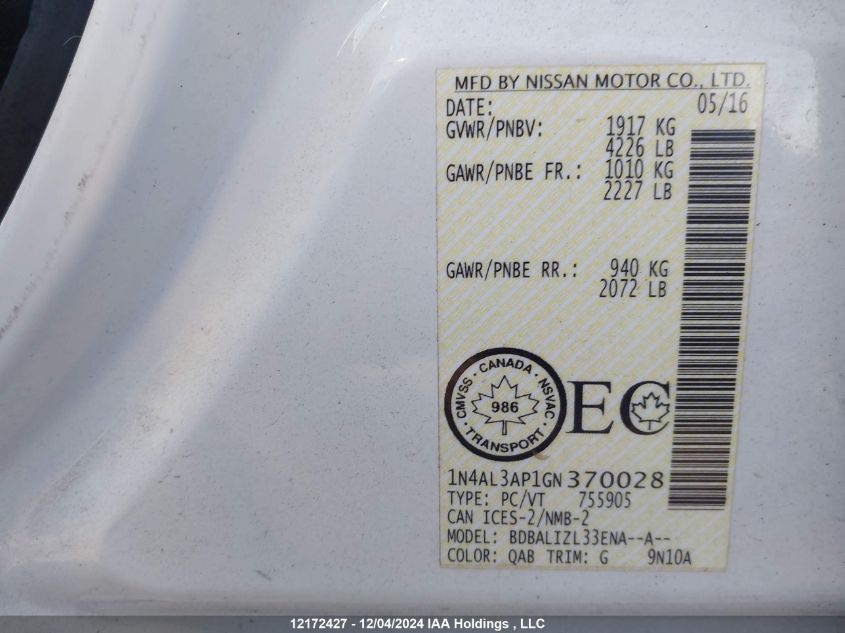 MFD BY NISSAN MOTOR CO., LTD.
DATE: 05/16
GVWR/PNBV: 1917 KG
4226 LB
GAWR/PNBE FR.: 1010 KG
2227 LB
GAWR/PNBE RR.: 940 KG
2072 LB
CMVSS · CANADA · NSVAC · TRANSPORT ·
986
EC
1N4AL3AP1GN370028
TYPE: PC/VT 755905
CAN ICES-2/NMB-2
MODEL: BDBALIZL33ENA--A--
COLOR: QAB TRIM: G 9N10A
12172427 - 12/04/2024 IAA Holdings , LLC